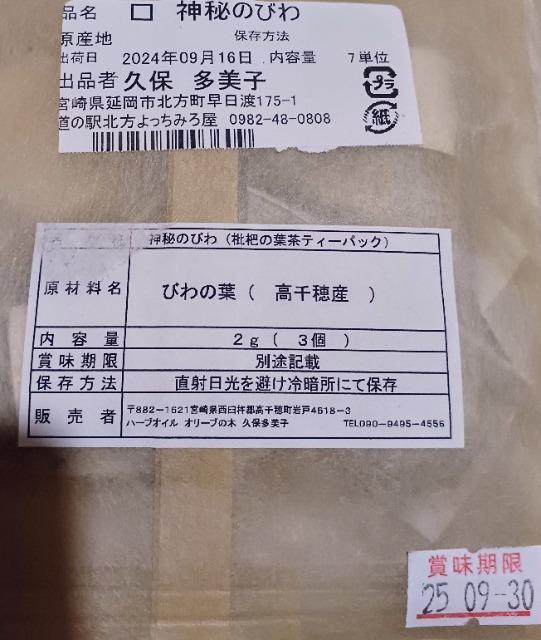 品名 口 神秘のびわ
原産地 保存方法
出荷日 2024年09月16日 内容量 7単位
出品者 久保 多美子
宮崎県延岡市北方町早日渡175-1
道の駅北方よっちみろ屋 0982-48-0808
プラ
紙
神秘のびわ（枇杷の葉茶ティーパック）
原材料名 びわの葉（ 高千穂産 ）
内容量 2g（ 3個 ）
賞味期限 別途記載
保存方法 直射日光を避け冷暗所にて保存
販売者 〒882-1621宮崎県西臼杵郡高千穂町岩戸4618-3
ハーブオイル オリーブの木 久保多美子 TEL090-9495-4556
賞味期限
25 09-30